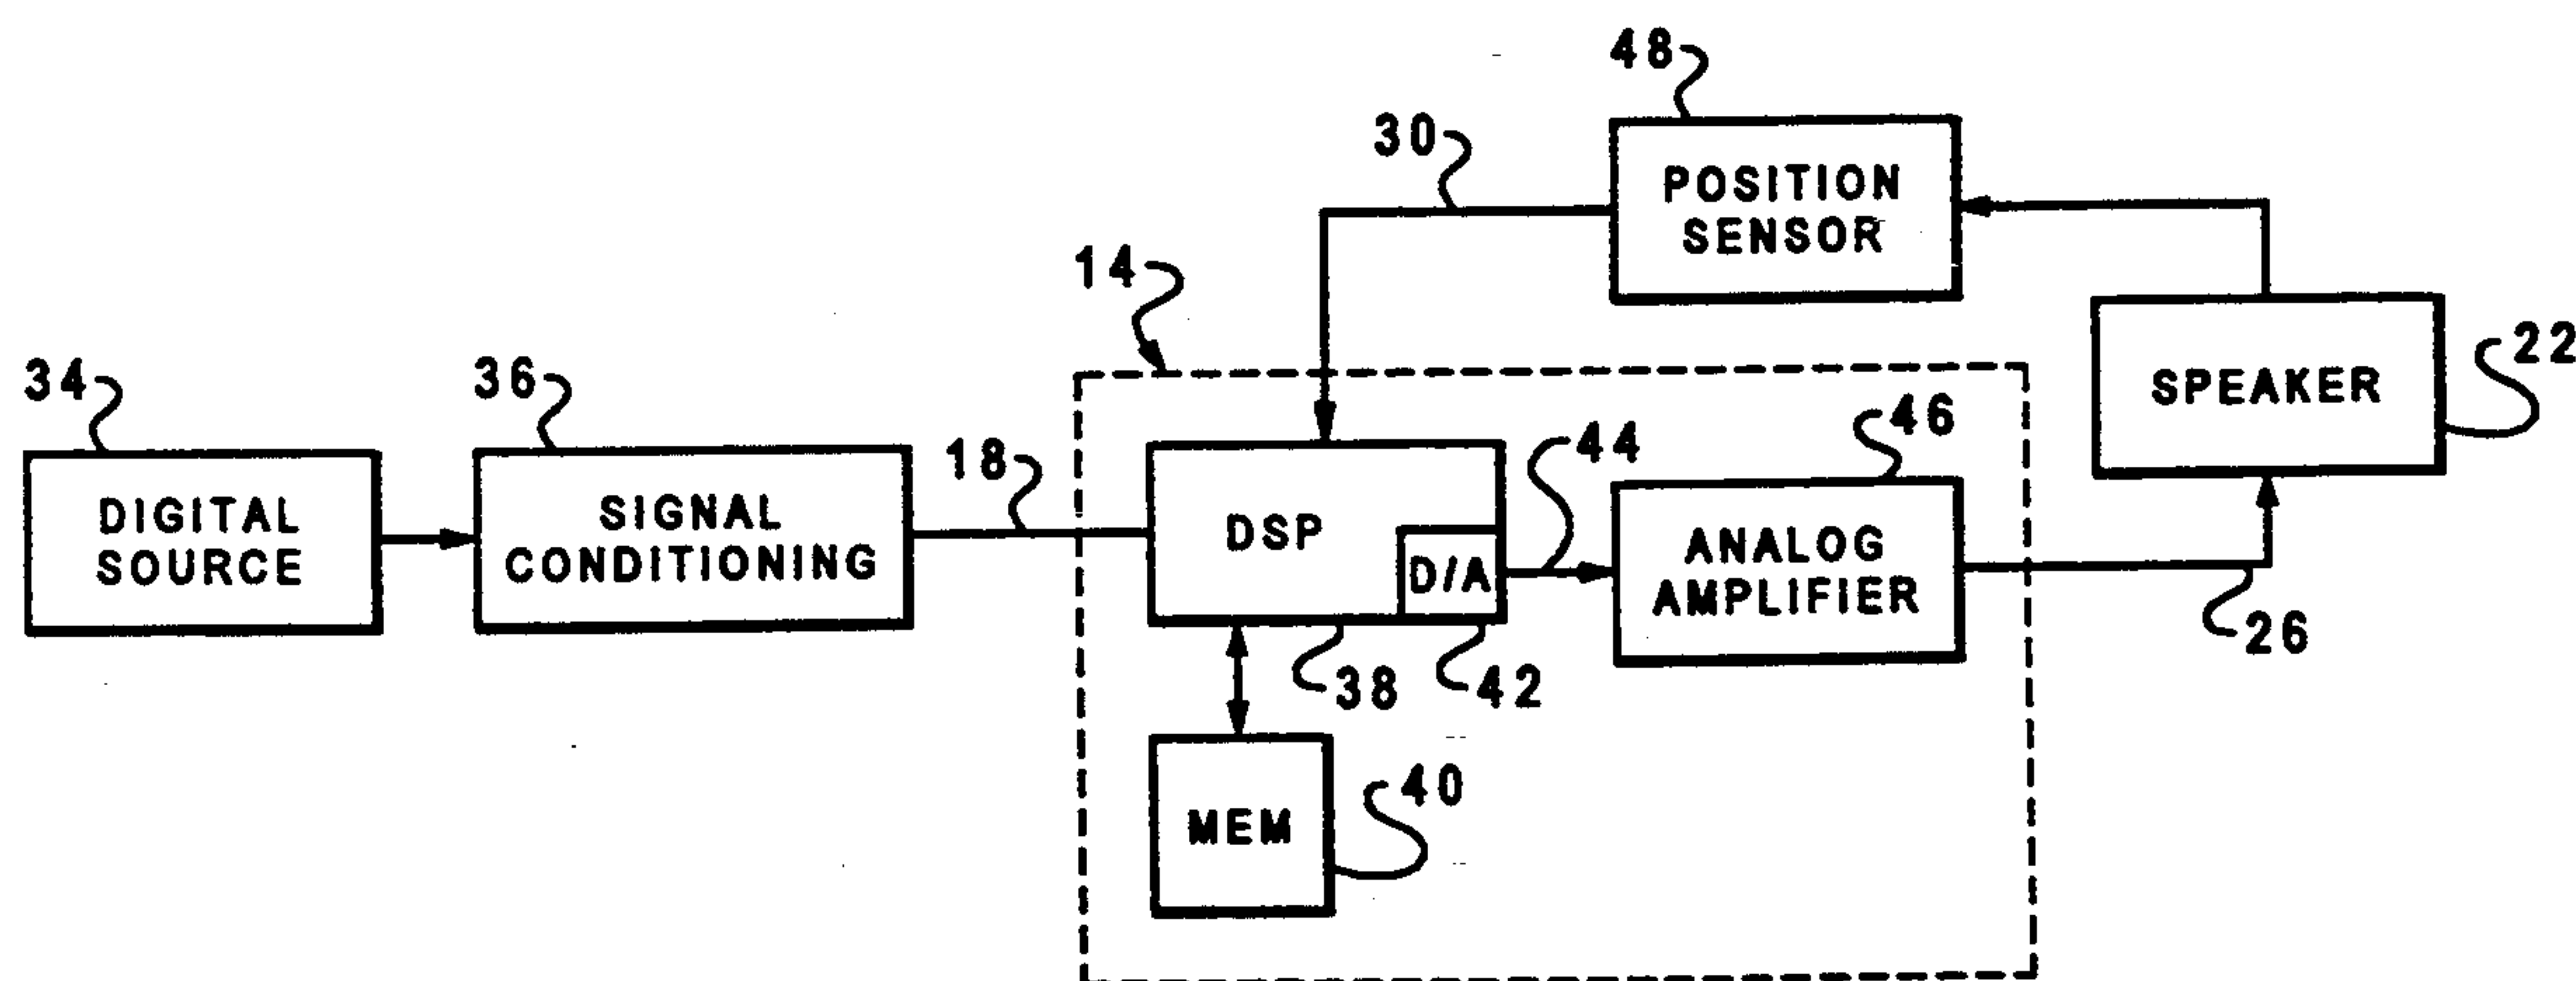 48
30
POSITION
SENSOR
14
34
36
18
44
46
22
SPEAKER
DIGITAL
SOURCE
SIGNAL
CONDITIONING
DSP
D/A
ANALOG
AMPLIFIER
26
38
42
MEM
40